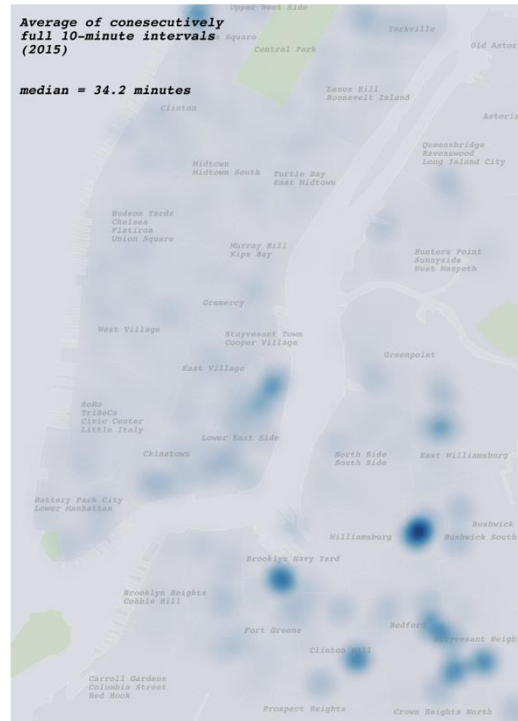 Average of conesecutively
full 10-minute intervals
(2015)
median = 34.2 minutes
Upper West Side
Square
Central Park
Yorkville
Old Astor
Clinton
Lenox Hill
Roosevelt Island
Astoria
Queensbridge
Ravenswood
Long Island City
Midtown
Midtown South
Turtle Bay
East Midtown
Hudson Yards
Chelsea
Flatiron
Union Square
Murray Hill
Kips Bay
Hunters Point
Sunnyside
West Maspeth
Gramercy
West Village
Stuyvesant Town
Cooper Village
Greenpoint
East Village
SoHo
TriBeCa
Civic Center
Little Italy
Lower East Side
Chinatown
North Side
South Side
East Williamsburg
Battery Park City
Lower Manhattan
Williamsburg
Bushwick
Bushwick South
Brooklyn Navy Yard
Brooklyn Heights
Cobble Hill
Fort Greene
Bedford
Stuyvesant Heigh
Clinton Hill
Carroll Gardens
Columbia Street
Red Hook
Prospect Heights
Crown Heights North